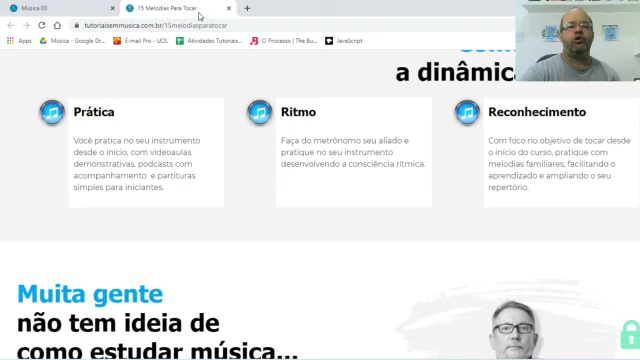 Música 03
15 Melodias Para Tocar
tutoriaisemmusica.com.br/15melodiasparatocar
Apps
Música - Google Dr...
E-mail Pro - UOL
Atividades Tutoriais...
O Processo | The Bu...
JavaScript
a dinâmica
Prática
Você pratica no seu instrumento
desde o início, com videoaulas
demonstrativas, podcasts com
acompanhamento e partituras
simples para iniciantes.
Ritmo
Faça do metrônomo seu aliado e
pratique no seu instrumento
desenvolvendo a consciência rítmica.
Reconhecimento
Com foco no objetivo de tocar desde
o início do curso, pratique com
melodias familiares, facilitando o
aprendizado e ampliando o seu
repertório.
Muita gente
não tem ideia de
como estudar música...